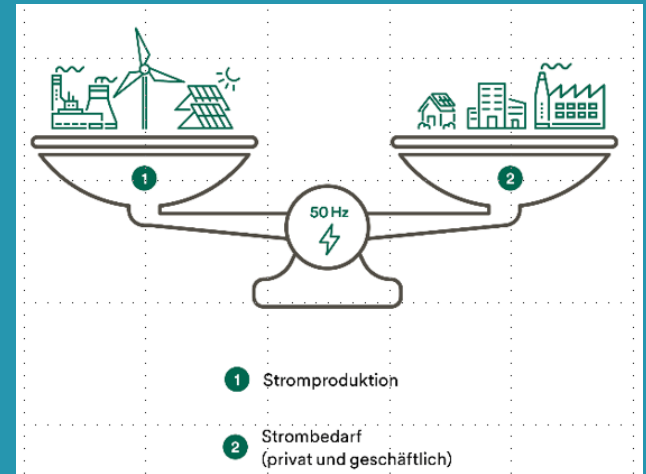 1
2
50 Hz
1 Stromproduktion
2 Strombedarf
(privat und geschäftlich)